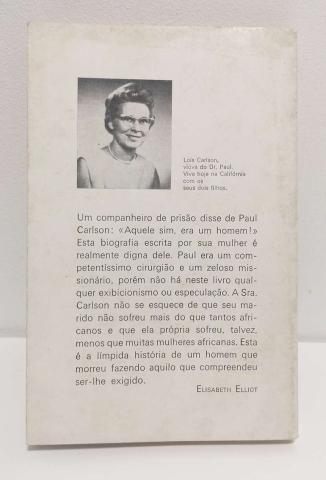 Lois Carlson,
viúva do Dr. Paul.
Vive hoje na Califórnia
com os
seus dois filhos.
Um companheiro de prisão disse de Paul
Carlson: «Aquele sim, era um homem!»
Esta biografia escrita por sua mulher é
realmente digna dele. Paul era um com-
petentíssimo cirurgião e um zeloso mis-
sionário, porém não há neste livro qual-
quer exibicionismo ou especulação. A Sra.
Carlson não se esquece de que seu ma-
rido não sofreu mais do que tantos afri-
canos e que ela própria sofreu, talvez,
menos que muitas mulheres africanas. Esta
é a límpida história de um homem que
morreu fazendo aquilo que compreendeu
ser-lhe exigido.
ELISABETH ELLIOT